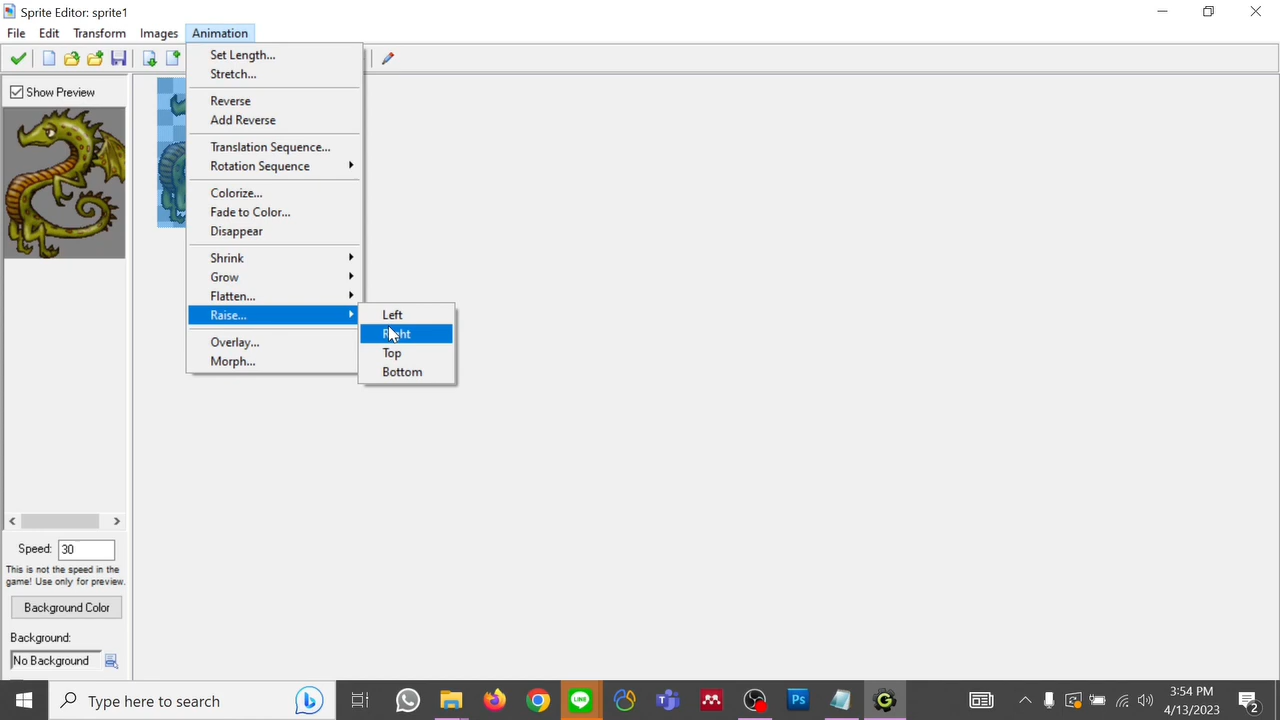 Sprite Editor: sprite1
File Edit Transform Images Animation
Set Length...
Stretch...
Show Preview
Reverse
Add Reverse
Translation Sequence...
Rotation Sequence
Colorize...
Fade to Color...
Disappear
Shrink
Grow
Flatten...
Raise...
Left
Right
Top
Bottom
Overlay...
Morph...
Speed: 30
This is not the speed in the
game! Use only for preview.
Background Color
Background:
No Background
Type here to search
Ps
LINE
3:54 PM
4/13/2023
2